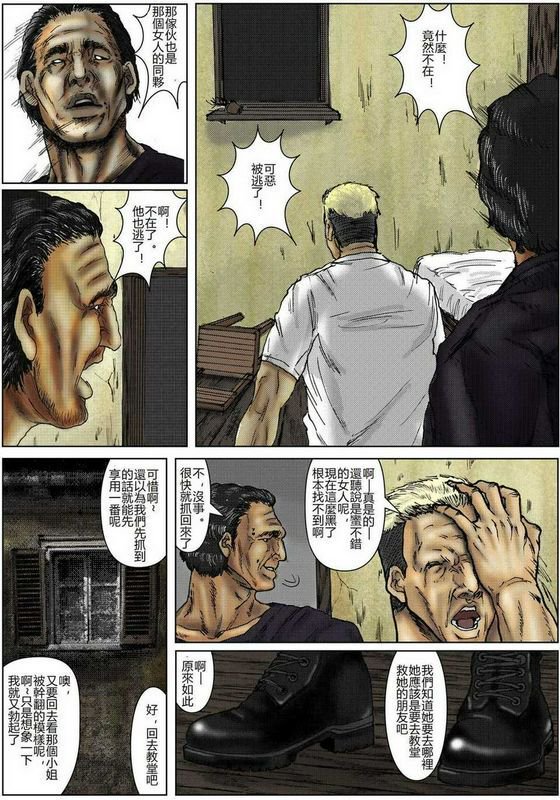 什麼！
竟然不在！
可惡
被逃了！
那傢伙也是
那個女人的同夥
啊！
不在了。
他也逃了！
啊─真是的─
還聽說是蠻不錯
的女人呢，
現在這麼黑了
根本找不到啊
不，沒事。
很快就抓回來了
可惜啊~
還以為我們先抓到
的話就能先
享用一番呢
我們知道她要去哪裡
她應該是要去教堂
救她的朋友吧
啊─
原來如此
好，回去教堂吧
噢，
又要回去看那個小姐
被幹翻的模樣呢，
啊~只是想象一下
我就又勃起了